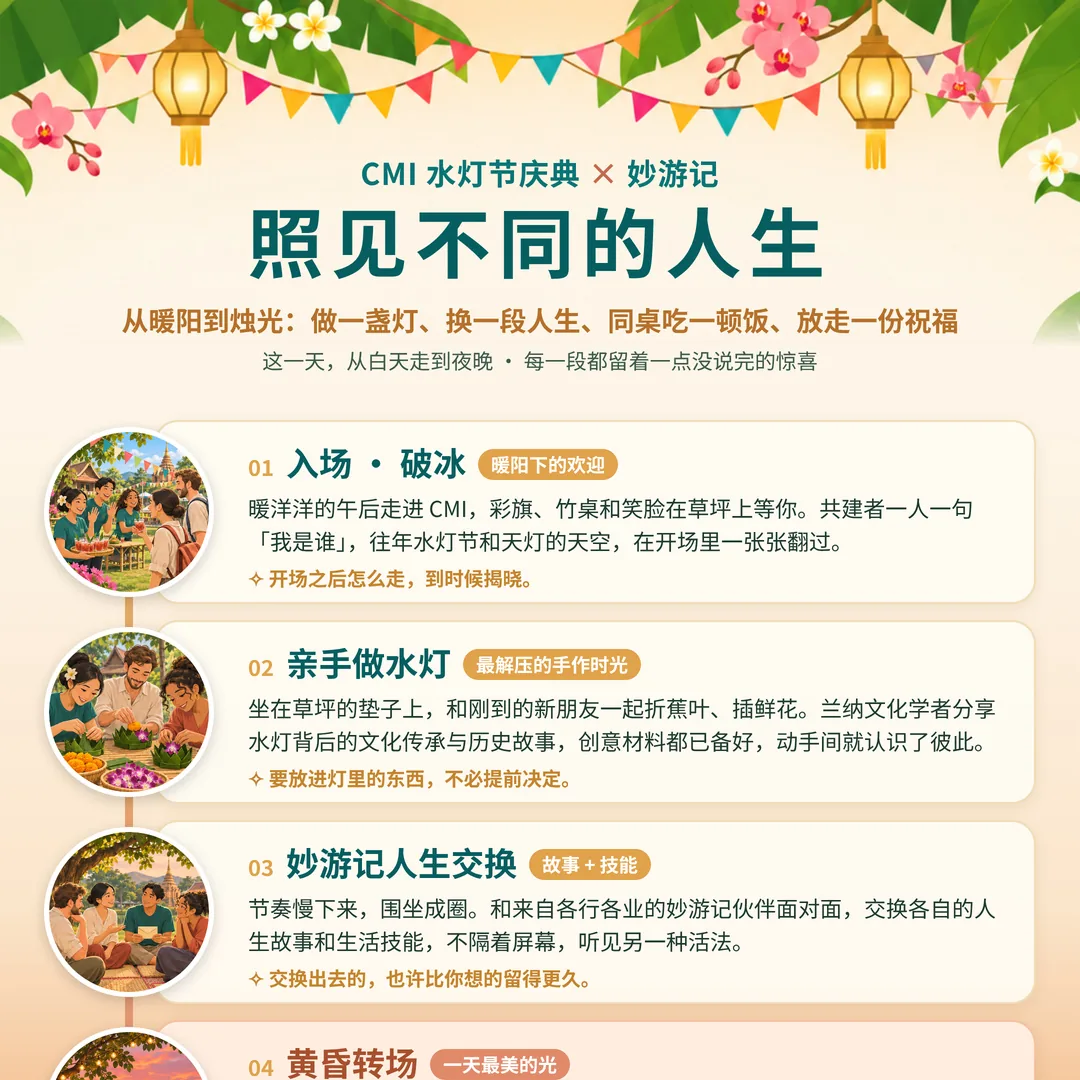 CMI 水灯节庆典 × 妙游记
照见不同的人生
从暖阳到烛光：做一盏灯、换一段人生、同桌吃一顿饭、放走一份祝福
这一天，从白天走到夜晚 · 每一段都留着一点没说完的惊喜
01 入场 · 破冰 暖阳下的欢迎
暖洋洋的午后走进 CMI，彩旗、竹桌和笑脸在草坪上等你。共建者一人一句
「我是谁」，往年水灯节和天灯的天空，在开场里一张张翻过。
✧ 开场之后怎么走，到时候揭晓。
02 亲手做水灯 最解压的手作时光
坐在草坪的垫子上，和刚到的新朋友一起折蕉叶、插鲜花。兰纳文化学者分享
水灯背后的文化传承与历史故事，创意材料都已备好，动手间就认识了彼此。
✧ 要放进灯里的东西，不必提前决定。
03 妙游记人生交换 故事 + 技能
节奏慢下来，围坐成圈。和来自各行各业的妙游记伙伴面对面，交换各自的人
生故事和生活技能，不隔着屏幕，听见另一种活法。
✧ 交换出去的，也许比你想的留得更久。
04 黄昏转场 一天最美的光